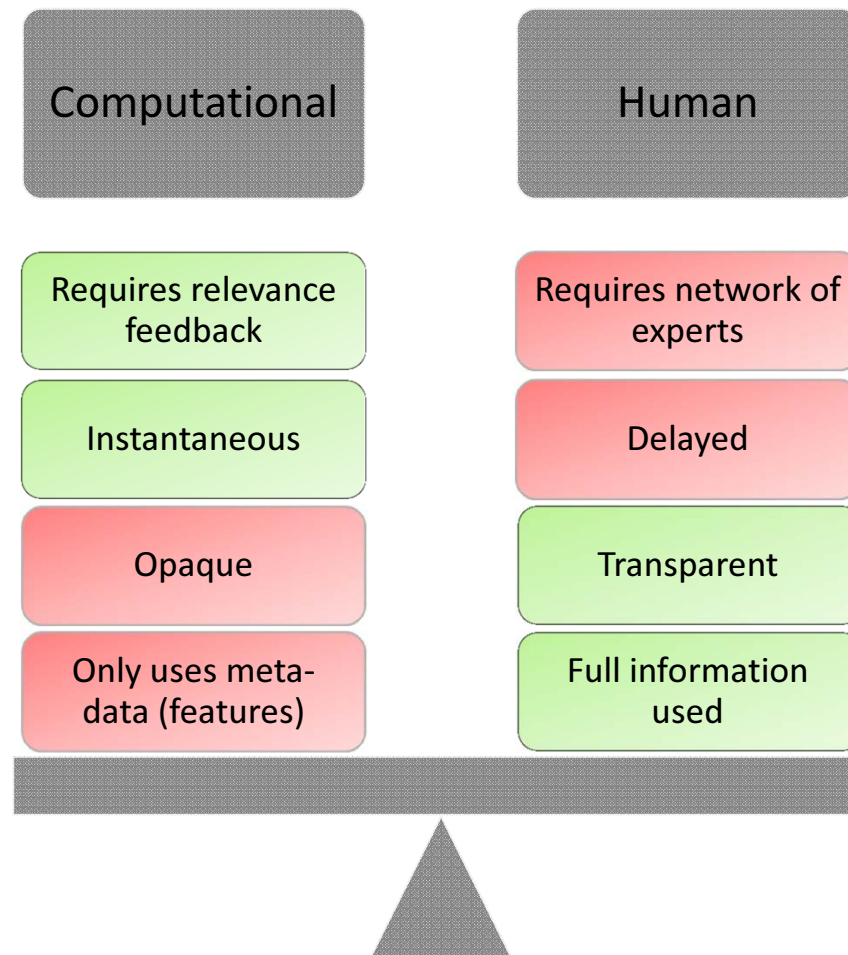 Computational
Human
Requires relevance
feedback
Requires network of
experts
Instantaneous
Delayed
Opaque
Transparent
Only uses meta-
data (features)
Full information
used